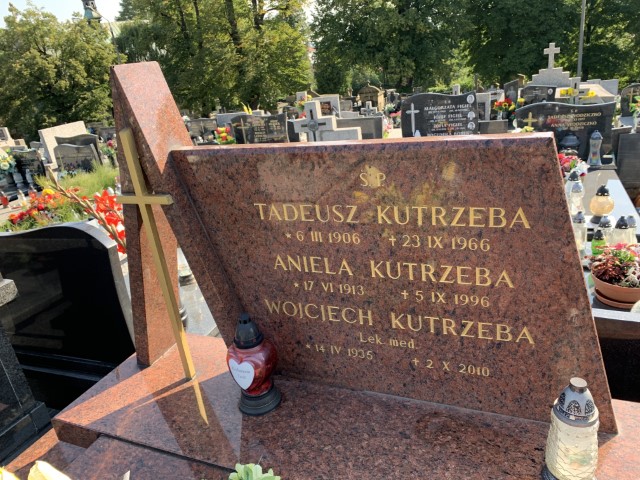 Ś P
TADEUSZ KUTRZEBA
* 6 III 1906 + 23 IX 1966
ANIELA KUTRZEBA
* 17 VI 1913 + 5 IX 1996
WOJCIECH KUTRZEBA
Lek. med.
* 14 IV 1935 + 2 X 2010